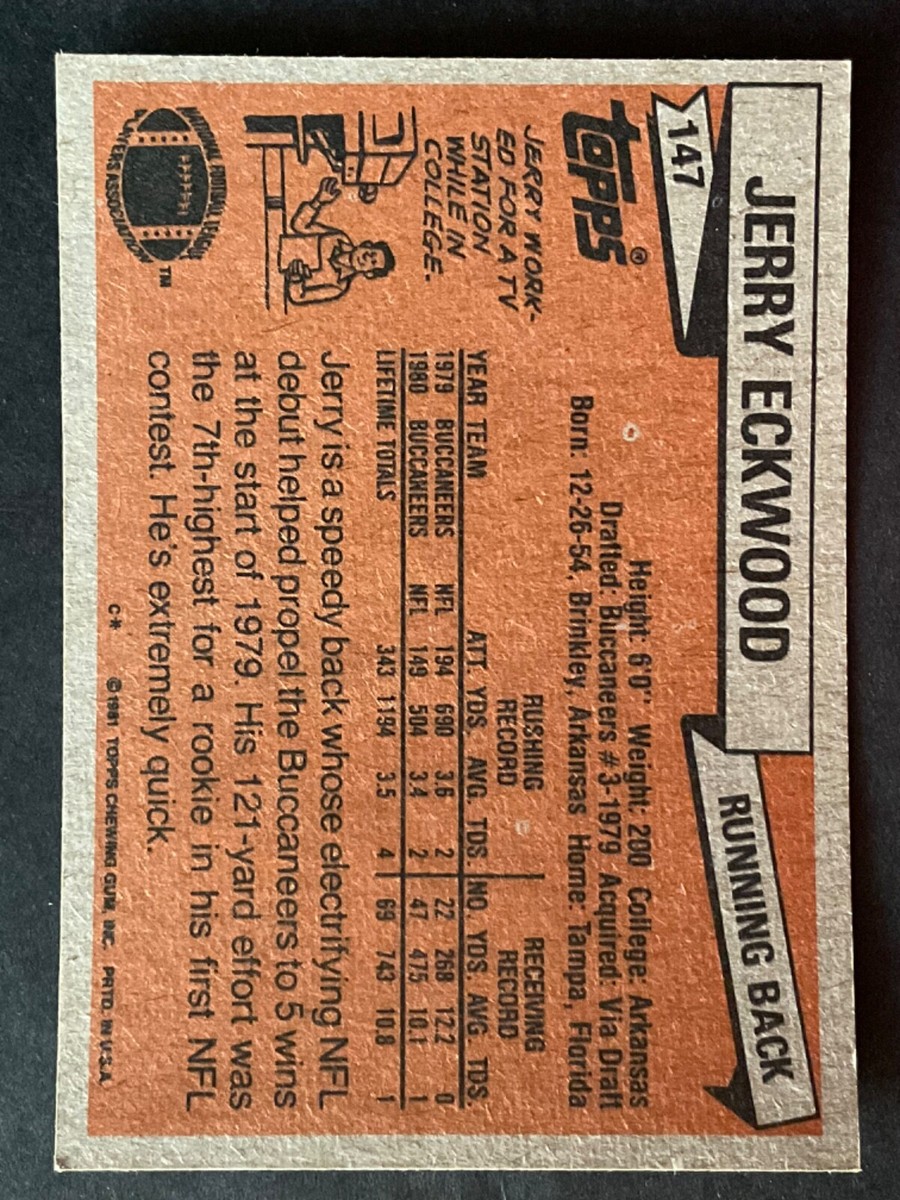 147
JERRY ECKWOOD
RUNNING BACK
TOPPS®
Height: 6'0" Weight: 200 College: Arkansas
Drafted: Buccaneers #3-1979 Acquired: Via Draft
Born: 12-26-54, Brinkley, Arkansas Home: Tampa, Florida
JERRY WORK-
ED FOR A TV
STATION
WHILE IN
COLLEGE.
RUSHING RECEIVING
RECORD RECORD
YEAR TEAM ATT. YDS. AVG. TDS NO. YDS. AVG. TDS.
1979 BUCCANEERS NFL 194 690 3.6 2 22 268 12.2 0
1980 BUCCANEERS NFL 149 504 3.4 2 47 475 10.1 1
LIFETIME TOTALS 343 1194 3.5 4 69 743 10.8 1
Jerry is a speedy back whose electrifying NFL
debut helped propel the Buccaneers to 5 wins
at the start of 1979. His 121-yard effort was
the 7th-highest for a rookie in his first NFL
contest. He's extremely quick.
NATIONAL FOOTBALL LEAGUE
PLAYERS ASSOCIATION
TM
C* ©1981 TOPPS CHEWING GUM, INC. PRTD. IN U.S.A.